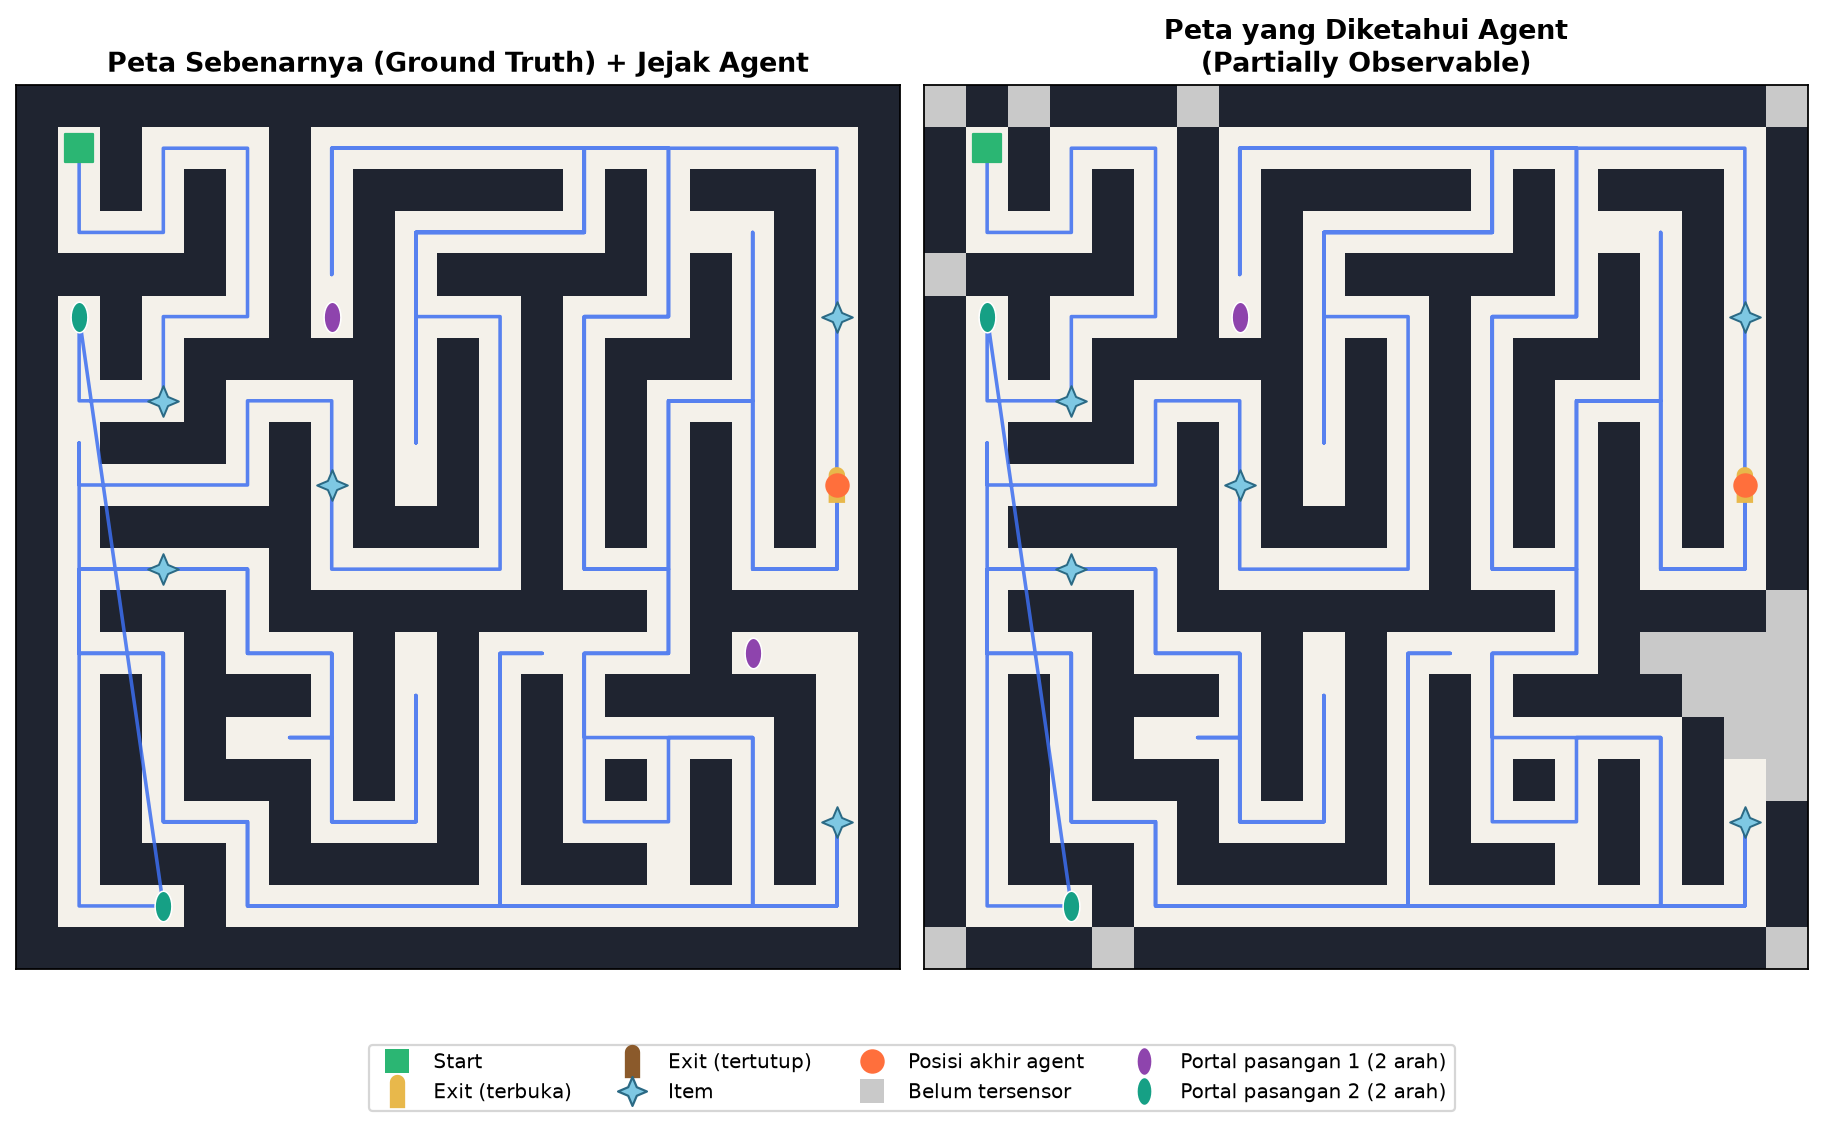 Peta Sebenarnya (Ground Truth) + Jejak Agent
Peta yang Diketahui Agent
(Partially Observable)
Start
Exit (terbuka)
Exit (tertutup)
Item
Posisi akhir agent
Belum tersensor
Portal pasangan 1 (2 arah)
Portal pasangan 2 (2 arah)